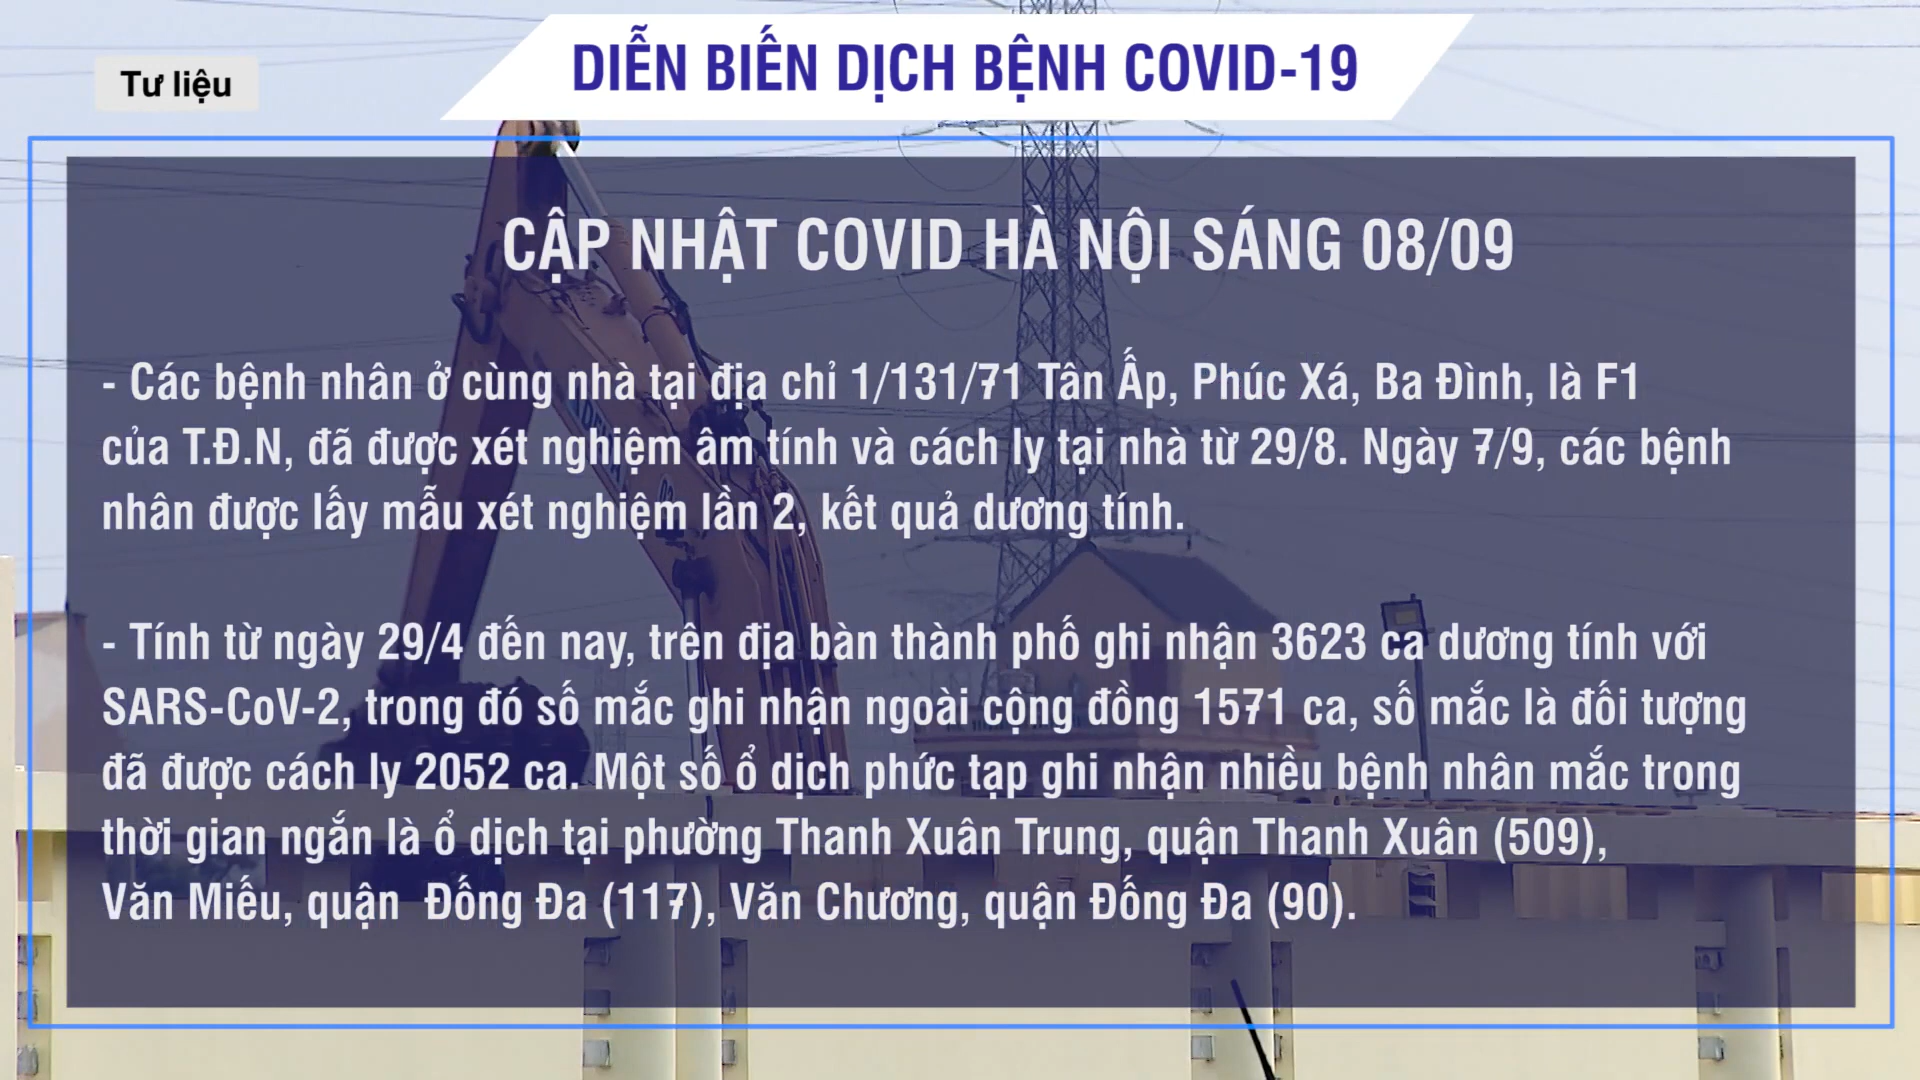 DIỄN BIẾN DỊCH BỆNH COVID-19
Tư liệu
CẬP NHẬT COVID HÀ NỘI SÁNG 08/09
- Các bệnh nhân ở cùng nhà tại địa chỉ 1/131/71 Tân Ấp, Phúc Xá, Ba Đình, là F1
của T.Đ.N, đã được xét nghiệm âm tính và cách ly tại nhà từ 29/8. Ngày 7/9, các bệnh
nhân được lấy mẫu xét nghiệm lần 2, kết quả dương tính.
- Tính từ ngày 29/4 đến nay, trên địa bàn thành phố ghi nhận 3623 ca dương tính với
SARS-CoV-2, trong đó số mắc ghi nhận ngoài cộng đồng 1571 ca, số mắc là đối tượng
đã được cách ly 2052 ca. Một số ổ dịch phức tạp ghi nhận nhiều bệnh nhân mắc trong
thời gian ngắn là ổ dịch tại phường Thanh Xuân Trung, quận Thanh Xuân (509),
Văn Miếu, quận  Đống Đa (117), Văn Chương, quận Đống Đa (90).